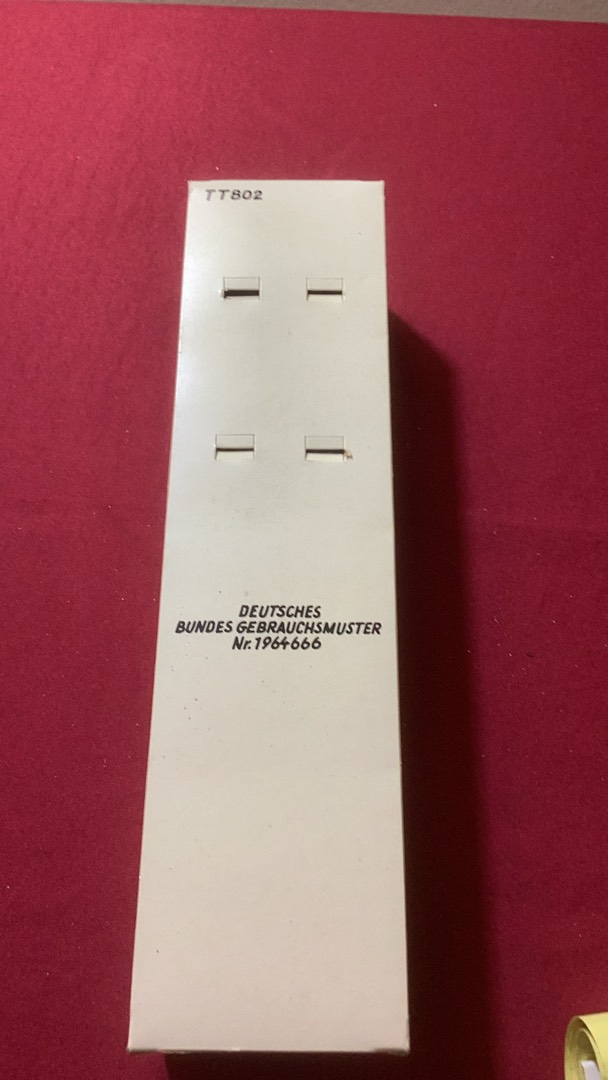 TT802
DEUTSCHES
BUNDES GEBRAUCHSMUSTER
Nr. 1964666